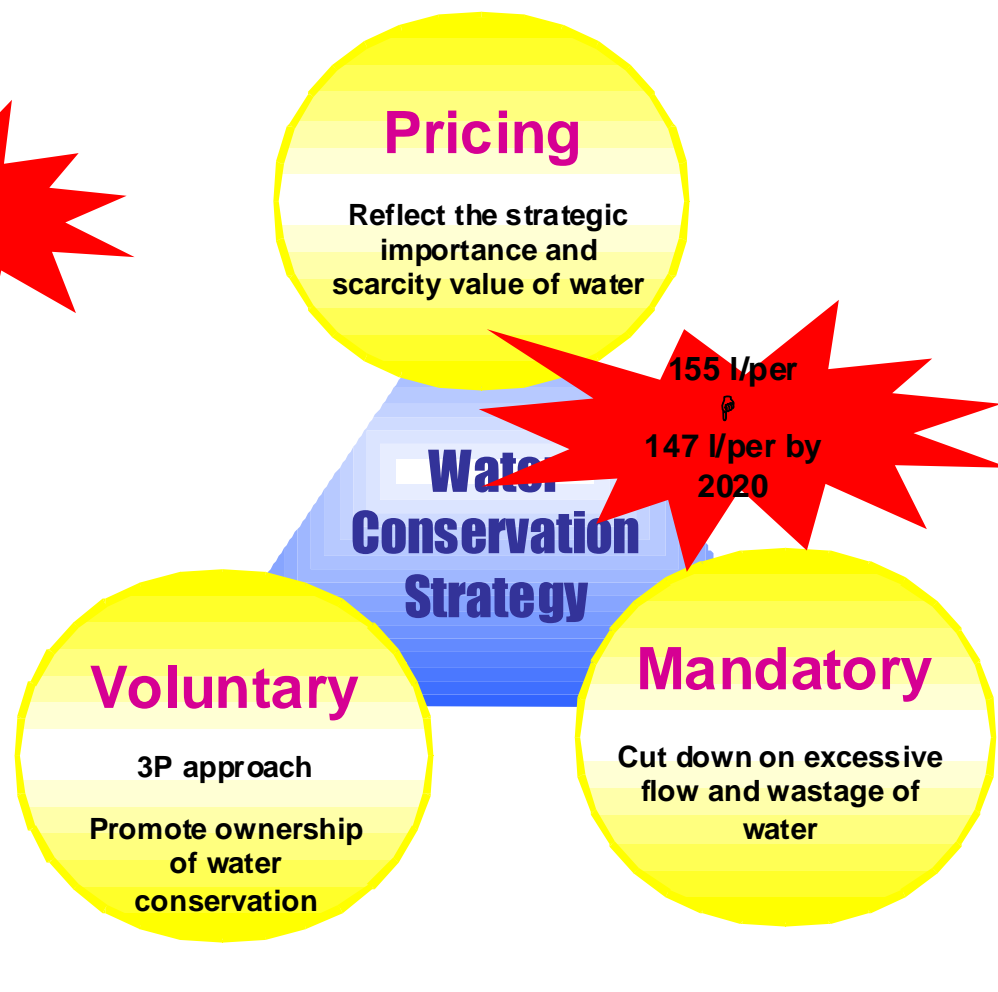 Pricing
Reflect the strategic
importance and
scarcity value of water
155 l/per
☟
147 l/per by
2020
Water
Conservation
Strategy
Voluntary
3P approach
Promote ownership
of water
conservation
Mandatory
Cut down on excessive
flow and wastage of
water